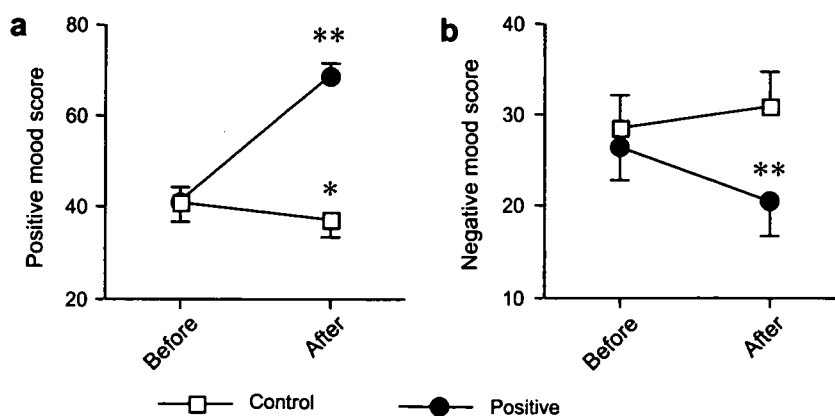 a
80
60
40
20
Positive mood score
**
*
Before
After
b
40
30
20
10
Negative mood score
**
Before
After
Control
Positive